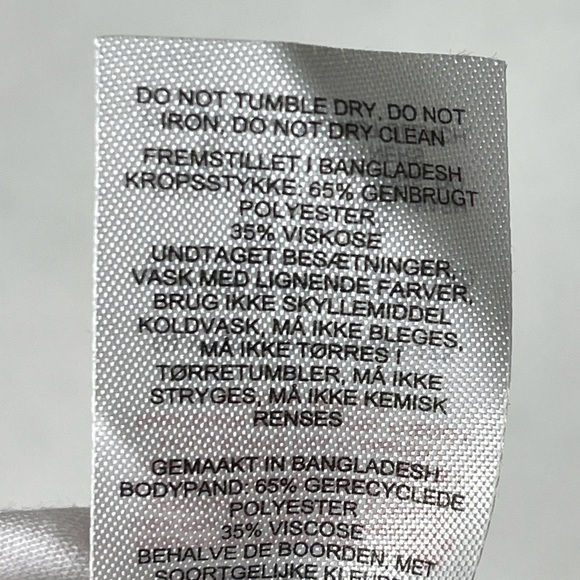 DO NOT TUMBLE DRY, DO NOT
IRON, DO NOT DRY CLEAN
FREMSTILLET I BANGLADESH
KROPSSTYKKE: 65% GENBRUGT
POLYESTER
35% VISKOSE
UNDTAGET BESÆTNINGER,
VASK MED LIGNENDE FARVER,
BRUG IKKE SKYLLEMIDDEL
KOLDVASK, MÅ IKKE BLEGES,
MÅ IKKE TØRRES I
TØRRETUMBLER, MÅ IKKE
STRYGES, MÅ IKKE KEMISK
RENSES
GEMAAKT IN BANGLADESH
BODYPAND: 65% GERECYCLEDE
POLYESTER
35% VISCOSE
BEHALVE DE BOORDEN, MET
SOORTGELIJKE